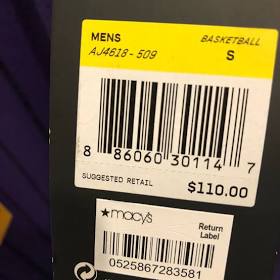 MENS BASKETBALL
AJ4618-509 S
8 86060 30114 7
SUGGESTED RETAIL $110.00
★macy's
Return
Label
0525867283581